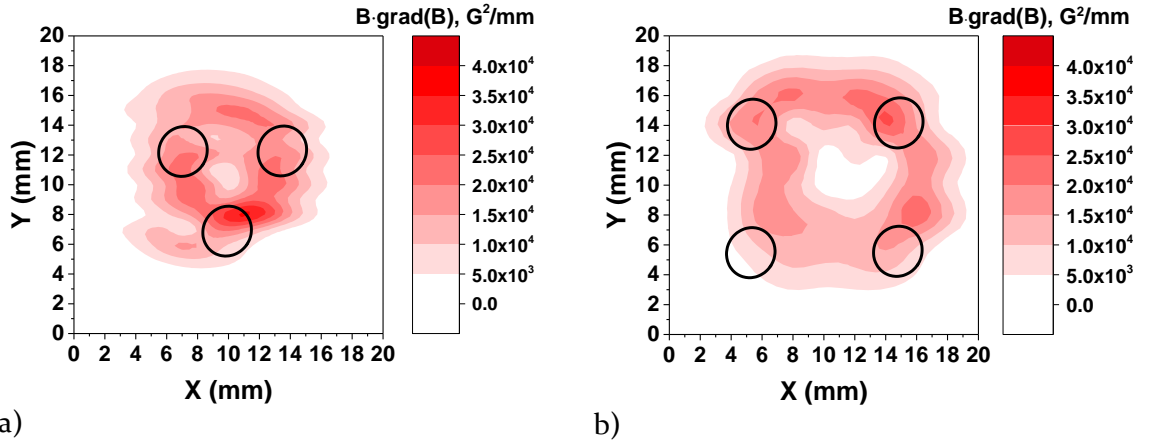 B·grad(B), G²/mm
20
18
16
14
12
10
8
6
4
2
0
Y (mm)
0 2 4 6 8 10 12 14 16 18 20
X (mm)
4.0x10⁴
3.5x10⁴
3.0x10⁴
2.5x10⁴
2.0x10⁴
1.5x10⁴
1.0x10⁴
5.0x10³
0.0
a)
B·grad(B), G²/mm
20
18
16
14
12
10
8
6
4
2
0
Y (mm)
0 2 4 6 8 10 12 14 16 18 20
X (mm)
4.0x10⁴
3.5x10⁴
3.0x10⁴
2.5x10⁴
2.0x10⁴
1.5x10⁴
1.0x10⁴
5.0x10³
0.0
b)